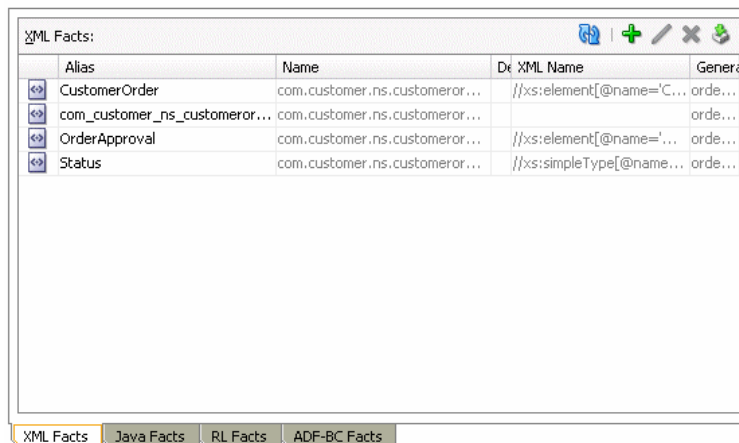 XML Facts:
Alias Name De XML Name Genera
CustomerOrder com.customer.ns.customeror... //xs:element[@name='C... orde...
com_customer_ns_customeror... com.customer.ns.customeror... orde...
OrderApproval com.customer.ns.customeror... //xs:element[@name='... orde...
Status com.customer.ns.customeror... //xs:simpleType[@name... orde...
XML Facts Java Facts RL Facts ADF-BC Facts